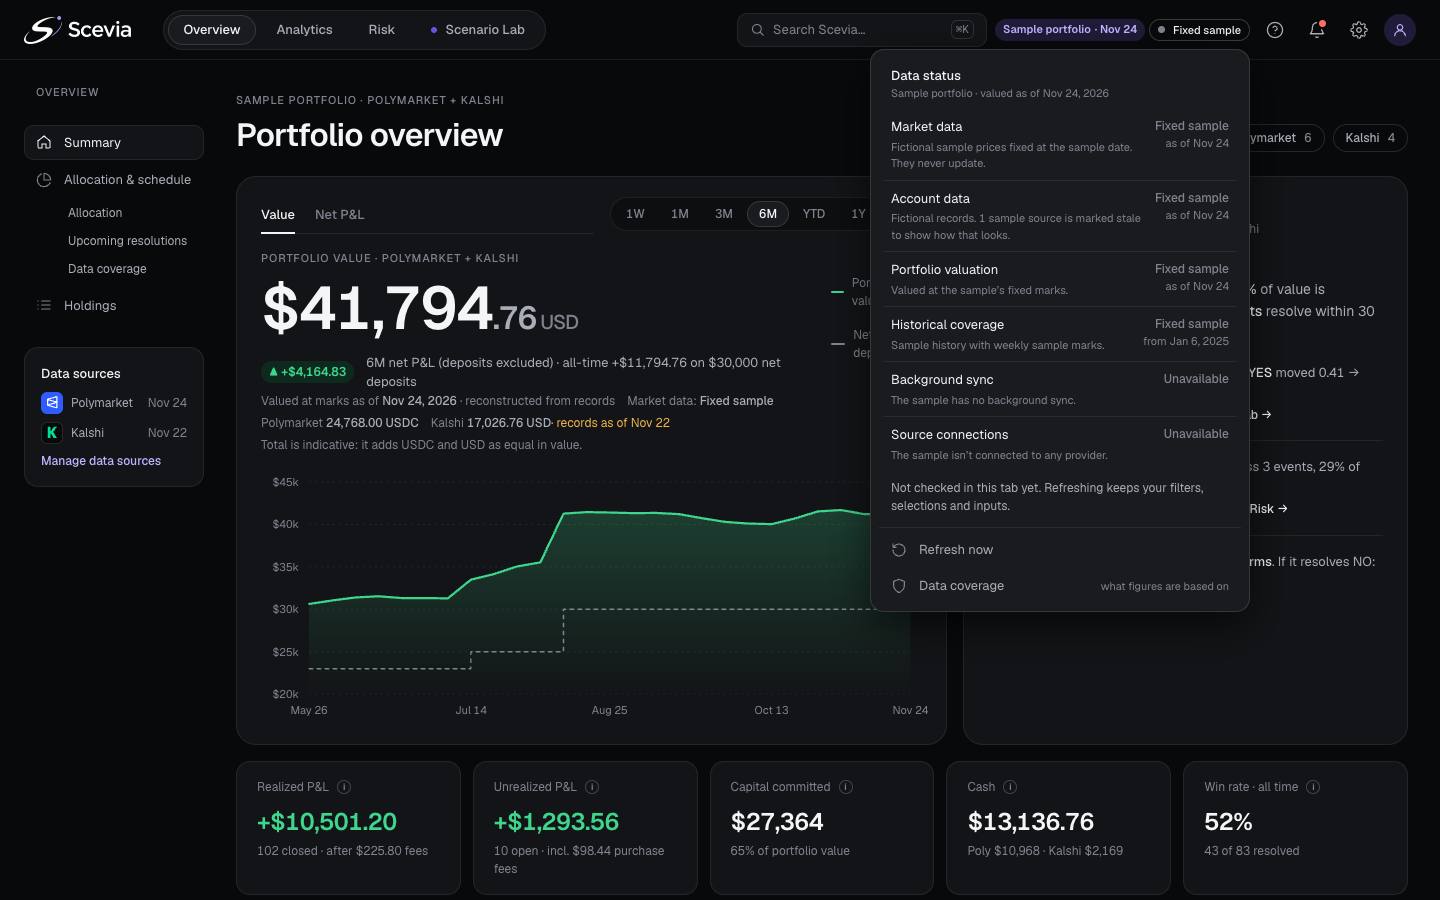 Scevia
Overview
Analytics
Risk
Scenario Lab
Search Scevia...
⌘K
Sample portfolio · Nov 24
Fixed sample
OVERVIEW
Summary
Allocation & schedule
Allocation
Upcoming resolutions
Data coverage
Holdings
Data sources
Polymarket Nov 24
Kalshi Nov 22
Manage data sources
SAMPLE PORTFOLIO · POLYMARKET + KALSHI
Portfolio overview
ymarket 6
Kalshi 4
Value
Net P&L
1W
1M
3M
6M
YTD
1Y
PORTFOLIO VALUE · POLYMARKET + KALSHI
$41,794.76 USD
▲ +$4,164.83
6M net P&L (deposits excluded) · all-time +$11,794.76 on $30,000 net
deposits
Valued at marks as of Nov 24, 2026 · reconstructed from records Market data: Fixed sample
Polymarket 24,768.00 USDC Kalshi 17,026.76 USD· records as of Nov 22
Total is indicative: it adds USDC and USD as equal in value.
$45k
$40k
$35k
$30k
$25k
$20k
May 26
Jul 14
Aug 25
Oct 13
Nov 24
Data status
Sample portfolio · valued as of Nov 24, 2026
Market data Fixed sample
Fictional sample prices fixed at the sample date. as of Nov 24
They never update.
Account data Fixed sample
Fictional records. 1 sample source is marked stale as of Nov 24
to show how that looks.
Portfolio valuation Fixed sample
Valued at the sample's fixed marks. as of Nov 24
Historical coverage Fixed sample
Sample history with weekly sample marks. from Jan 6, 2025
Background sync Unavailable
The sample has no background sync.
Source connections Unavailable
The sample isn't connected to any provider.
Not checked in this tab yet. Refreshing keeps your filters,
selections and inputs.
Refresh now
Data coverage what figures are based on
hi
% of value is
ts resolve within 30
YES moved 0.41 →
b →
ss 3 events, 29% of
Risk →
rms. If it resolves NO:
Realized P&L
+$10,501.20
102 closed · after $225.80 fees
Unrealized P&L
+$1,293.56
10 open · incl. $98.44 purchase
fees
Capital committed
$27,364
65% of portfolio value
Cash
$13,136.76
Poly $10,968 · Kalshi $2,169
Win rate · all time
52%
43 of 83 resolved